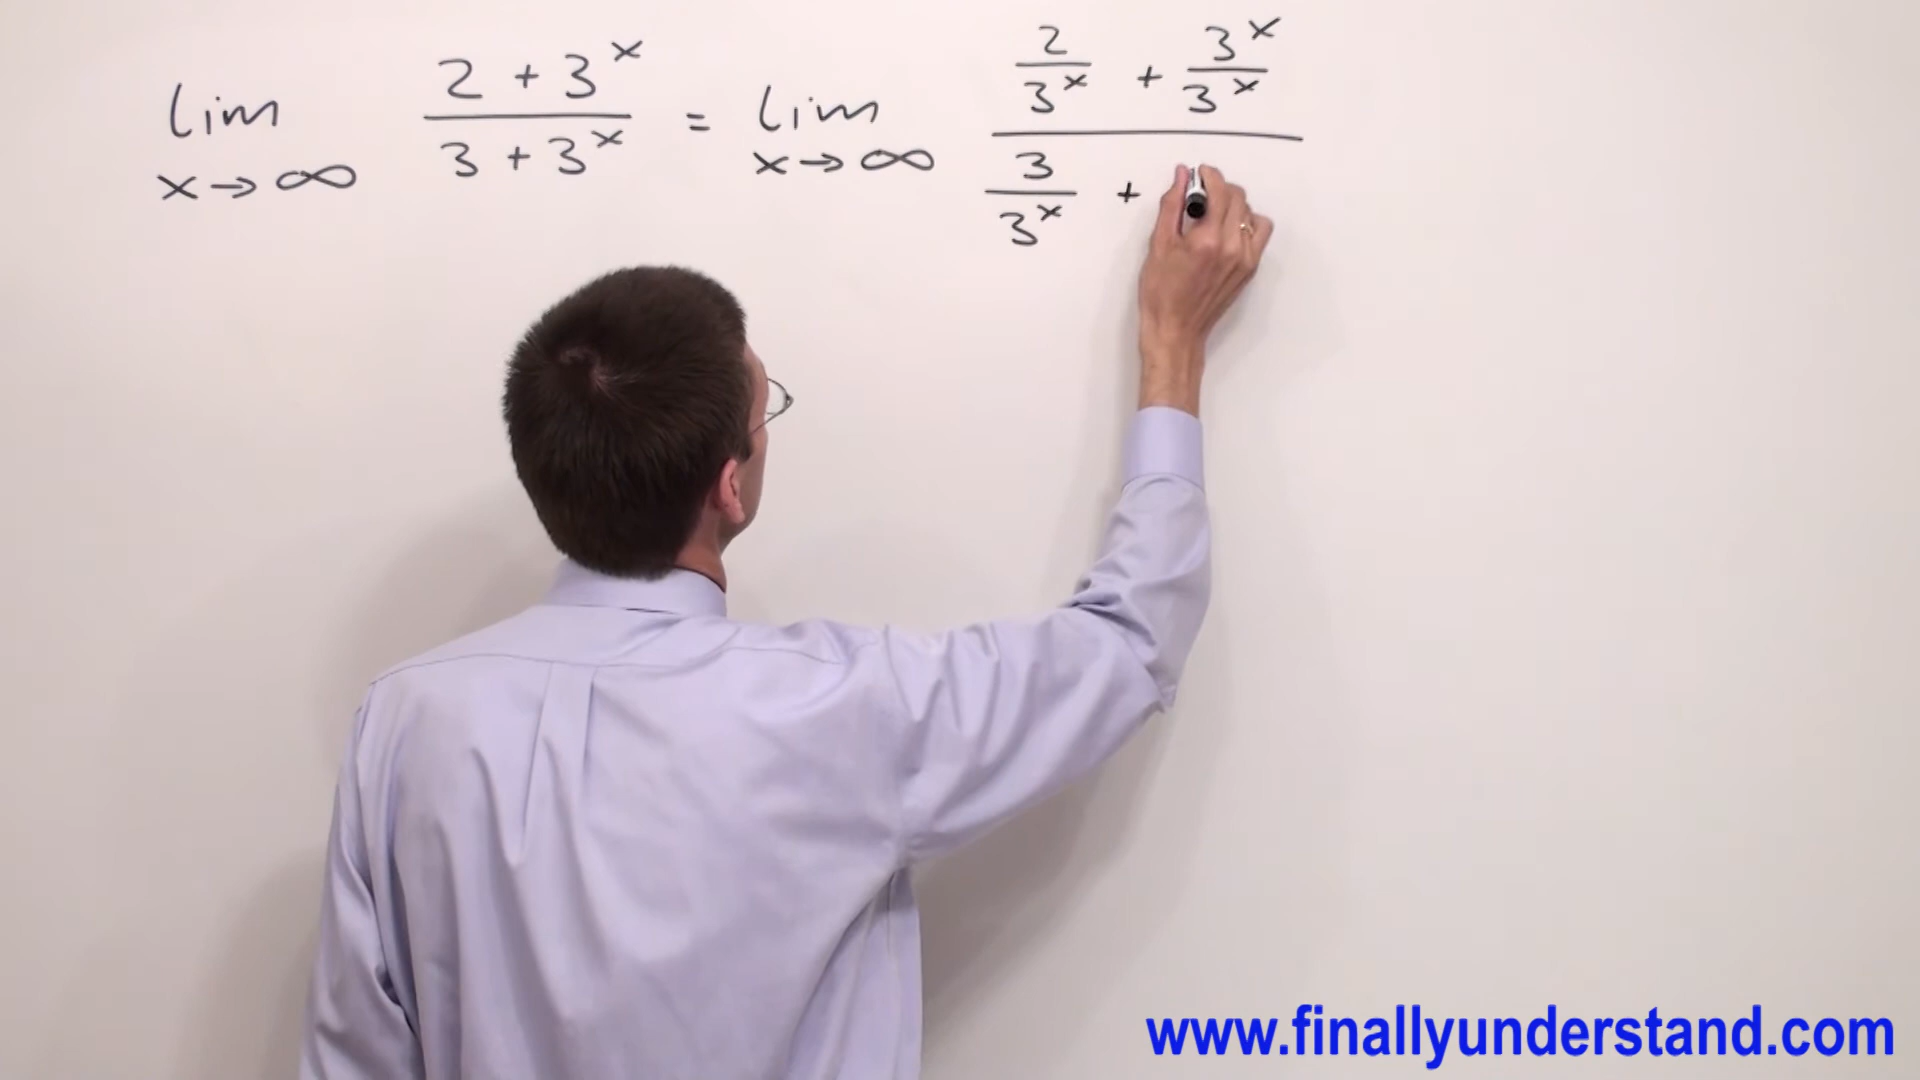 lim x→∞ (2 + 3^x)/(3 + 3^x) = lim x→∞ (2/3^x + 3^x/3^x)/(3/3^x +
www.finallyunderstand.com